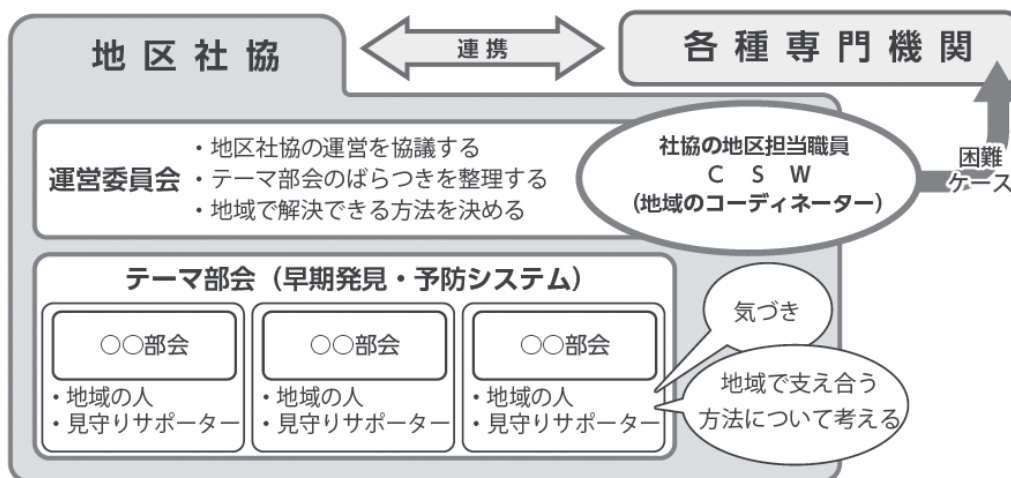 地区社協
連携
各種専門機関
運営委員会
・地区社協の運営を協議する
・テーマ部会のばらつきを整理する
・地域で解決できる方法を決める
社協の地区担当職員
CSW
(地域のコーディネーター)
困難
ケース
テーマ部会(早期発見・予防システム)
○○部会
・地域の人
・見守りサポーター
○○部会
・地域の人
・見守りサポーター
○○部会
・地域の人
・見守りサポーター
気づき
地域で支え合う
方法について考える